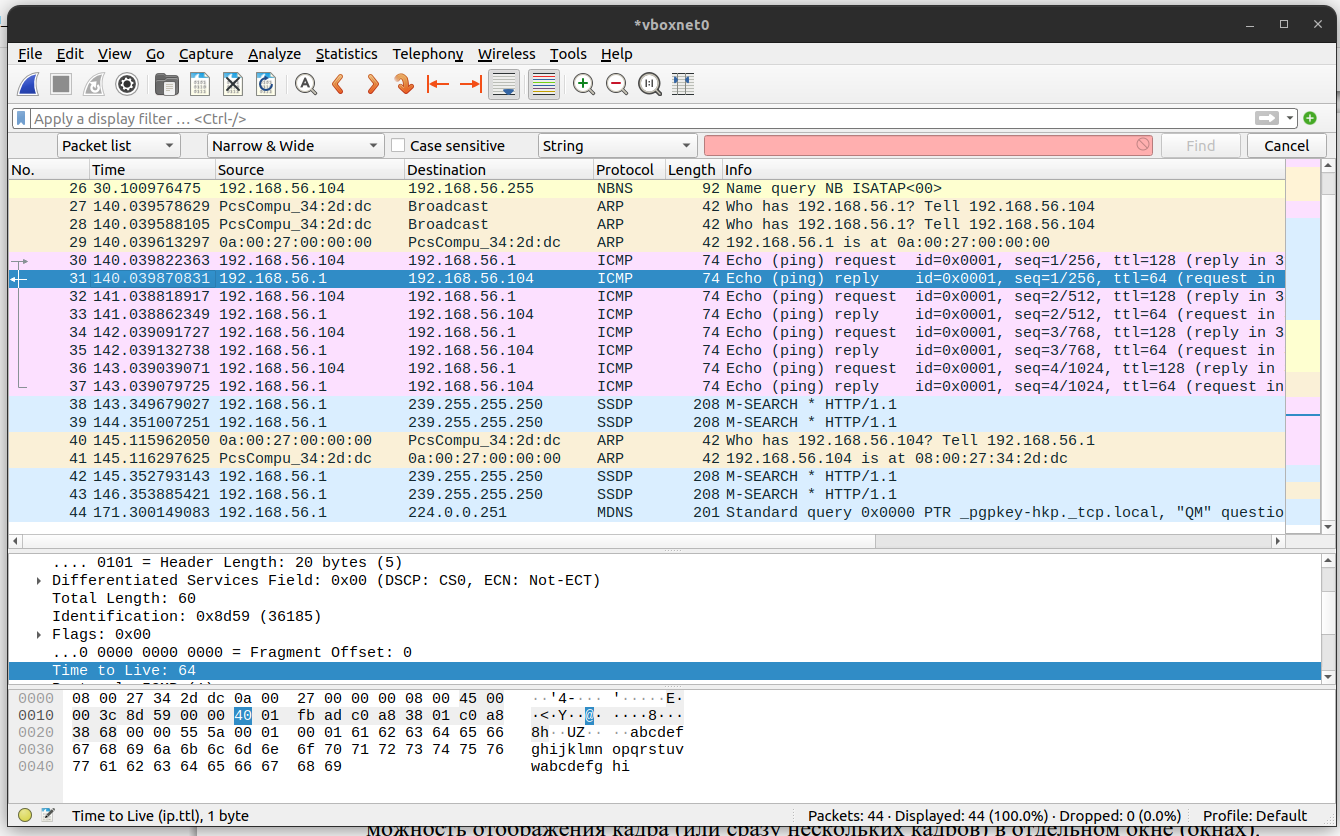 *vboxnet0
File Edit View Go Capture Analyze Statistics Telephony Wireless Tools Help
Apply a display filter … <Ctrl-/>
Packet list Narrow & Wide Case sensitive String Find Cancel
No. Time Source Destination Protocol Length Info
26 30.100976475 192.168.56.104 192.168.56.255 NBNS 92 Name query NB ISATAP<00>
27 140.039578629 PcsCompu_34:2d:dc Broadcast ARP 42 Who has 192.168.56.1? Tell 192.168.56.104
28 140.039588105 PcsCompu_34:2d:dc Broadcast ARP 42 Who has 192.168.56.1? Tell 192.168.56.104
29 140.039613297 0a:00:27:00:00:00 PcsCompu_34:2d:dc ARP 42 192.168.56.1 is at 0a:00:27:00:00:00
30 140.039822363 192.168.56.104 192.168.56.1 ICMP 74 Echo (ping) request id=0x0001, seq=1/256, ttl=128 (reply in 3
31 140.039870831 192.168.56.1 192.168.56.104 ICMP 74 Echo (ping) reply id=0x0001, seq=1/256, ttl=64 (request in
32 141.038818917 192.168.56.104 192.168.56.1 ICMP 74 Echo (ping) request id=0x0001, seq=2/512, ttl=128 (reply in 3
33 141.038862349 192.168.56.1 192.168.56.104 ICMP 74 Echo (ping) reply id=0x0001, seq=2/512, ttl=64 (request in
34 142.039091727 192.168.56.104 192.168.56.1 ICMP 74 Echo (ping) request id=0x0001, seq=3/768, ttl=128 (reply in 3
35 142.039132738 192.168.56.1 192.168.56.104 ICMP 74 Echo (ping) reply id=0x0001, seq=3/768, ttl=64 (request in
36 143.039039071 192.168.56.104 192.168.56.1 ICMP 74 Echo (ping) request id=0x0001, seq=4/1024, ttl=128 (reply in
37 143.039079725 192.168.56.1 192.168.56.104 ICMP 74 Echo (ping) reply id=0x0001, seq=4/1024, ttl=64 (request in
38 143.349679027 192.168.56.1 239.255.255.250 SSDP 208 M-SEARCH * HTTP/1.1
39 144.351007251 192.168.56.1 239.255.255.250 SSDP 208 M-SEARCH * HTTP/1.1
40 145.115962050 0a:00:27:00:00:00 PcsCompu_34:2d:dc ARP 42 Who has 192.168.56.104? Tell 192.168.56.1
41 145.116297625 PcsCompu_34:2d:dc 0a:00:27:00:00:00 ARP 42 192.168.56.104 is at 08:00:27:34:2d:dc
42 145.352793143 192.168.56.1 239.255.255.250 SSDP 208 M-SEARCH * HTTP/1.1
43 146.353885421 192.168.56.1 239.255.255.250 SSDP 208 M-SEARCH * HTTP/1.1
44 171.300149083 192.168.56.1 224.0.0.251 MDNS 201 Standard query 0x0000 PTR _pgpkey-hkp._tcp.local, "QM" questio
.... 0101 = Header Length: 20 bytes (5)
Differentiated Services Field: 0x00 (DSCP: CS0, ECN: Not-ECT)
Total Length: 60
Identification: 0x8d59 (36185)
Flags: 0x00
...0 0000 0000 0000 = Fragment Offset: 0
Time to Live: 64
0000 08 00 27 34 2d dc 0a 00 27 00 00 00 08 00 45 00 ··'4-··· '·····E·
0010 00 3c 8d 59 00 00 40 01 fb ad c0 a8 38 01 c0 a8 ·<·Y··@· ····8···
0020 38 68 00 00 55 5a 00 01 00 01 61 62 63 64 65 66 8h··UZ·· ··abcdef
0030 67 68 69 6a 6b 6c 6d 6e 6f 70 71 72 73 74 75 76 ghijklmn opqrstuv
0040 77 61 62 63 64 65 66 67 68 69 wabcdefg hi
Time to Live (ip.ttl), 1 byte Packets: 44 · Displayed: 44 (100.0%) · Dropped: 0 (0.0%) Profile: Default
можность отображения кадра (или сразу нескольких кадров) в отдельном окне (окнах).